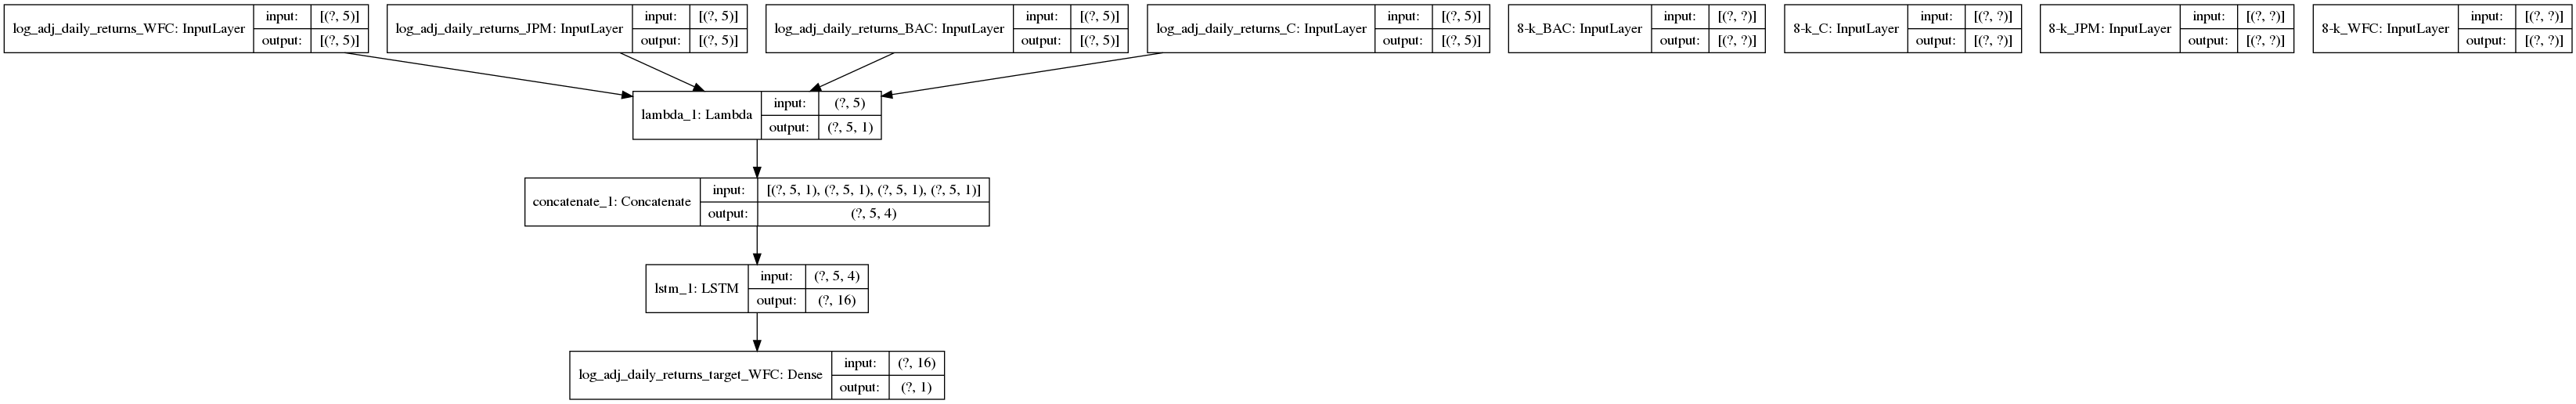 log_adj_daily_returns_WFC: InputLayer
input: [(?, 5)]
output: [(?, 5)]
log_adj_daily_returns_JPM: InputLayer
input: [(?, 5)]
output: [(?, 5)]
log_adj_daily_returns_BAC: InputLayer
input: [(?, 5)]
output: [(?, 5)]
log_adj_daily_returns_C: InputLayer
input: [(?, 5)]
output: [(?, 5)]
8-k_BAC: InputLayer
input: [(?, ?)]
output: [(?, ?)]
8-k_C: InputLayer
input: [(?, ?)]
output: [(?, ?)]
8-k_JPM: InputLayer
input: [(?, ?)]
output: [(?, ?)]
8-k_WFC: InputLayer
input: [(?, ?)]
output: [(?, ?)]
lambda_1: Lambda
input: (?, 5)
output: (?, 5, 1)
concatenate_1: Concatenate
input: [(?, 5, 1), (?, 5, 1), (?, 5, 1), (?, 5, 1)]
output: (?, 5, 4)
lstm_1: LSTM
input: (?, 5, 4)
output: (?, 16)
log_adj_daily_returns_target_WFC: Dense
input: (?, 16)
output: (?, 1)